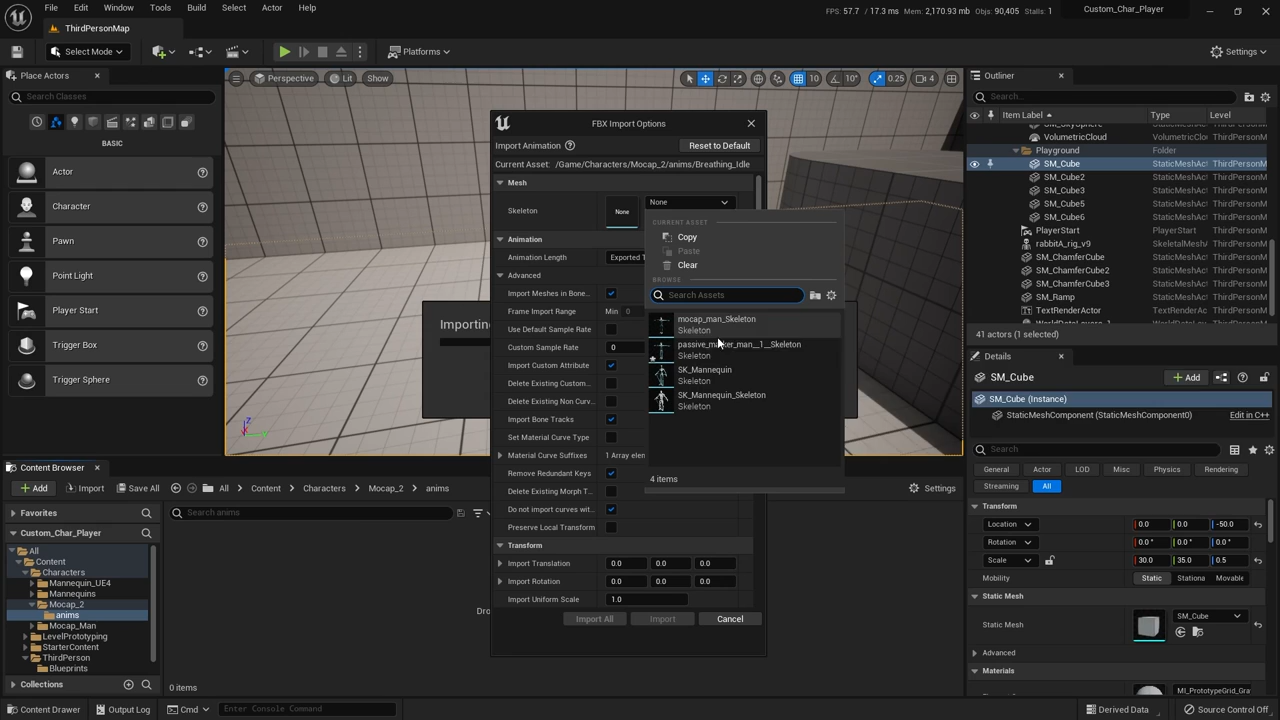 File Edit Window Tools Build Select Actor Help
FPS: 57.7 / 17.3 ms Mem: 2,170.93 mb Objs: 90,405 Stalls: 1
Custom_Char_Player
ThirdPersonMap
Select Mode
Platforms
Settings
Place Actors
Search Classes
BASIC
Actor
Character
Pawn
Point Light
Player Start
Trigger Box
Trigger Sphere
Perspective Lit Show
10 10° 0.25 4
FBX Import Options
Import Animation
Reset to Default
Current Asset: /Game/Characters/Mocap_2/anims/Breathing_Idle
Mesh
Skeleton
None
None
Animation
Animation Length
Exported T
Advanced
Import Meshes in Bone...
Frame Import Range Min 0
Use Default Sample Rate
Custom Sample Rate 0
Import Custom Attribute
Delete Existing Custom...
Delete Existing Non Curv...
Import Bone Tracks
Set Material Curve Type
Material Curve Suffixes 1 Array elen
Remove Redundant Keys
Delete Existing Morph T...
Do not import curves wit...
Preserve Local Transform
Transform
Import Translation 0.0 0.0 0.0
Import Rotation 0.0 0.0 0.0
Import Uniform Scale 1.0
Import All Import Cancel
CURRENT ASSET
Copy
Paste
Clear
BROWSE
Search Assets
mocap_man_Skeleton
Skeleton
Skeleton
SK_Mannequin
Skeleton
SK_Mannequin_Skeleton
Skeleton
4 items
Importing
Dro
Outliner
Search...
Item Label Type Level
VolumetricCloud VolumetricClou ThirdPersonM
Playground Folder
SM_Cube StaticMeshAct ThirdPersonM
SM_Cube2 StaticMeshAct ThirdPersonM
SM_Cube3 StaticMeshAct ThirdPersonM
SM_Cube5 StaticMeshAct ThirdPersonM
SM_Cube6 StaticMeshAct ThirdPersonM
PlayerStart PlayerStart ThirdPersonM
rabbitA_rig_v9 SkeletalMesh ThirdPersonM
SM_ChamferCube StaticMeshAct ThirdPersonM
SM_ChamferCube2 StaticMeshAct ThirdPersonM
SM_ChamferCube3 StaticMeshAct ThirdPersonM
SM_Ramp StaticMeshAct ThirdPersonM
TextRenderActor TextRenderAct ThirdPersonM
41 actors (1 selected)
Details
SM_Cube
Add
SM_Cube (Instance)
StaticMeshComponent (StaticMeshComponent0) Edit in C++
Search
General Actor LOD Misc Physics Rendering
Streaming All
Transform
Location 0.0 0.0 -50.0
Rotation 0.0 ° 0.0 ° 0.0 °
Scale 30.0 35.0 0.5
Mobility Static Stationa Movable
Static Mesh
Static Mesh
SM_Cube
Advanced
Materials
MI_PrototypeGrid_Gra
Content Browser
Add Import Save All All Content Characters Mocap_2 anims
Settings
Favorites
Search anims
Custom_Char_Player
All
Content
Characters
Mannequin_UE4
Mannequins
Mocap_2
anims
Mocap_Man
LevelPrototyping
StarterContent
ThirdPerson
Blueprints
Collections
0 items
Content Drawer Output Log Cmd Enter Console Command
Derived Data Source Control Off